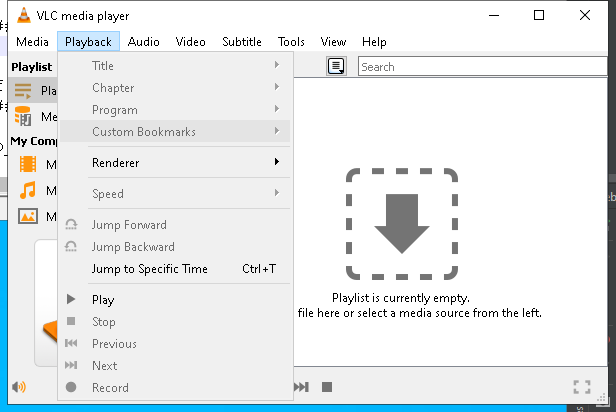 VLC media player
Media Playback Audio Video Subtitle Tools View Help
Playlist
Search
Pla
Me
My Comp
M
M
M
Title
Chapter
Program
Custom Bookmarks
Renderer
Speed
Jump Forward
Jump Backward
Jump to Specific Time Ctrl+T
Play
Stop
Previous
Next
Record
Playlist is currently empty.
file here or select a media source from the left.